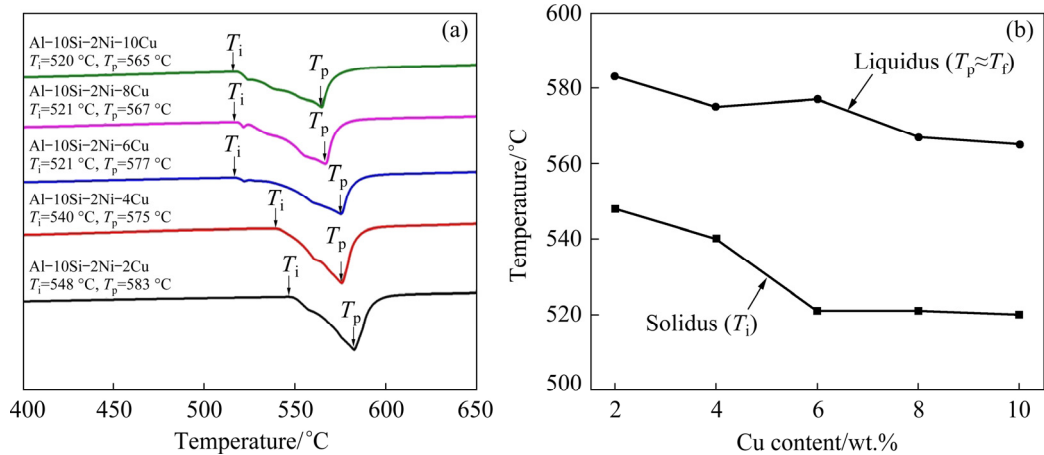 (a)
Al−10Si−2Ni−10Cu
Ti=520 °C, Tp=565 °C
Ti
Tp
Al−10Si−2Ni−8Cu
Ti=521 °C, Tp=567 °C
Ti
Tp
Al−10Si−2Ni−6Cu
Ti=521 °C, Tp=577 °C
Ti
Tp
Al−10Si−2Ni−4Cu
Ti=540 °C, Tp=575 °C
Ti
Tp
Al−10Si−2Ni−2Cu
Ti=548 °C, Tp=583 °C
Ti
Tp
400 450 500 550 600 650
Temperature/°C
(b)
600
580
560
540
520
500
Temperature/°C
Liquidus (Tp≈Tf)
Solidus (Ti)
2 4 6 8 10
Cu content/wt.%